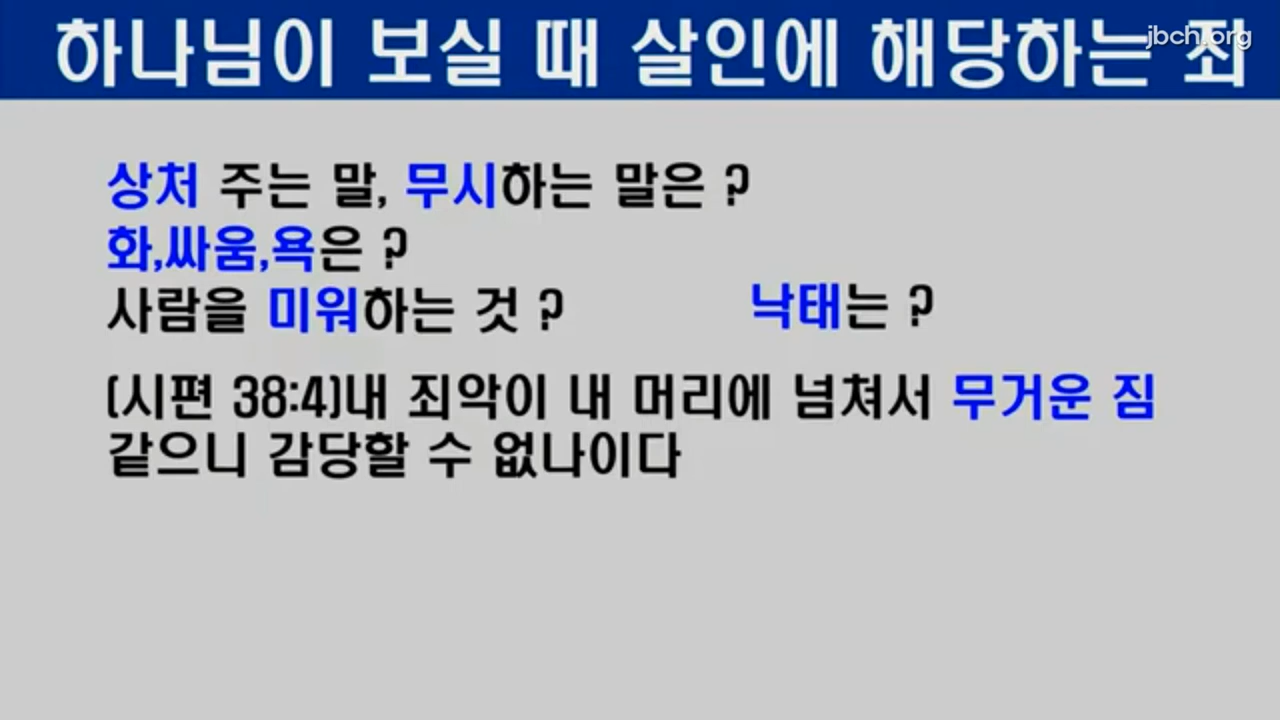 하나님이 보실 때 살인에 해당하는 죄
jbch.org
상처 주는 말, 무시하는 말은 ?
화,싸움,욕은 ?
사람을 미워하는 것 ? 낙태는 ?
(시편 38:4)내 죄악이 내 머리에 넘쳐서 무거운 짐
같으니 감당할 수 없나이다